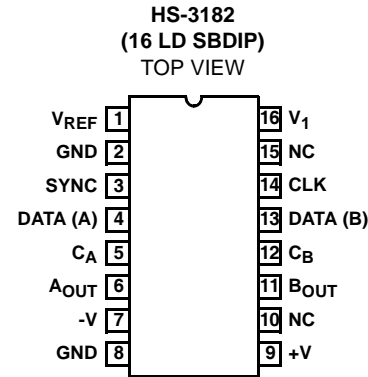 HS-3182
(16 LD SBDIP)
TOP VIEW
VREF 1 16 V1
GND 2 15 NC
SYNC 3 14 CLK
DATA (A) 4 13 DATA (B)
CA 5 12 CB
AOUT 6 11 BOUT
-V 7 10 NC
GND 8 9 +V